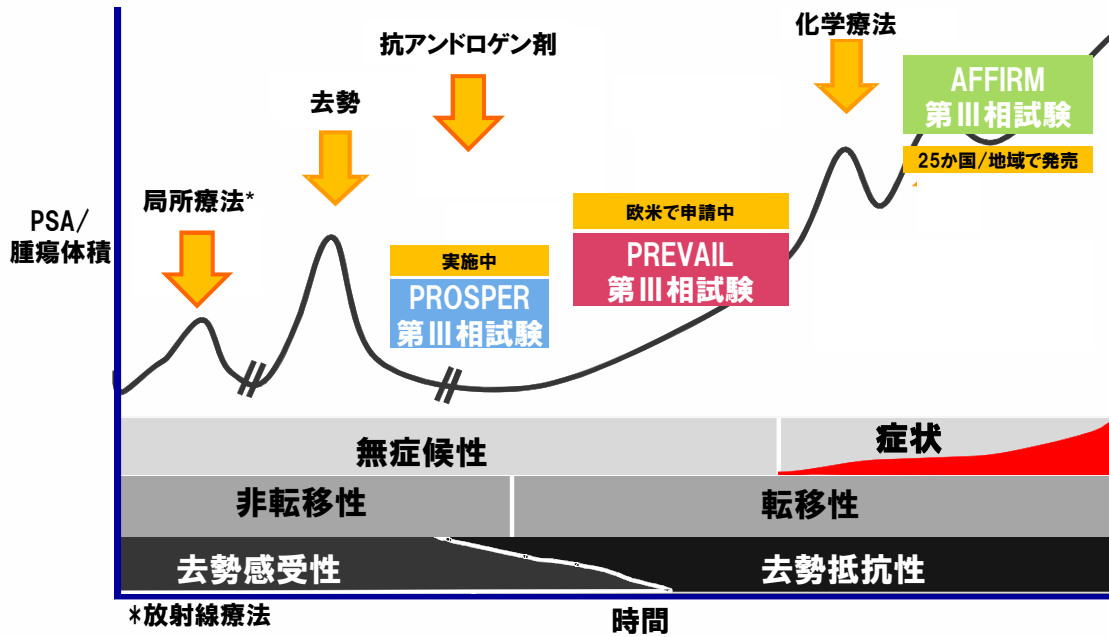 化学療法
抗アンドロゲン剤
去勢
局所療法*
PSA/
腫瘍体積
AFFIRM
第Ⅲ相試験
25か国/地域で発売
欧米で申請中
PREVAIL
第Ⅲ相試験
実施中
PROSPER
第Ⅲ相試験
無症候性
症状
非転移性
転移性
去勢感受性
去勢抵抗性
*放射線療法
時間